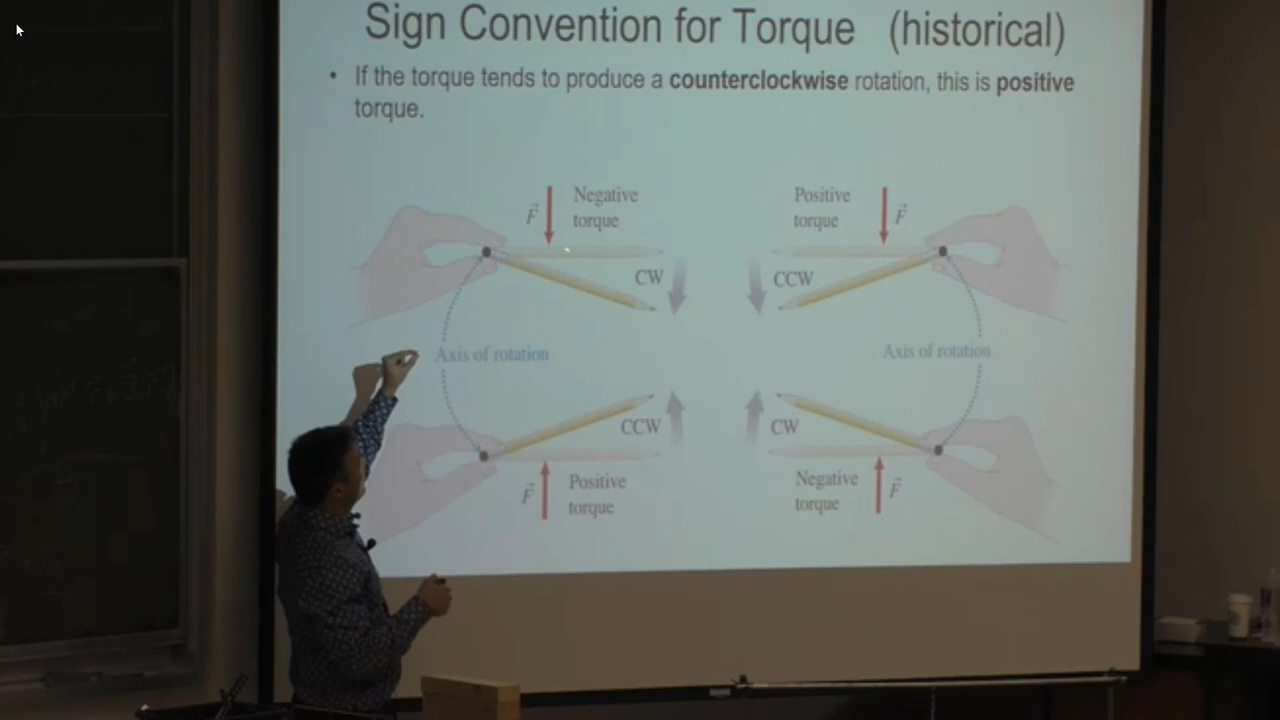 Sign Convention for Torque (historical)
• If the torque tends to produce a counterclockwise rotation, this is positive
torque.
Negative
torque
F
CW
Positive
torque
F
CCW
Axis of rotation
Axis of rotation
CCW
F
Positive
torque
CW
Negative
torque
F